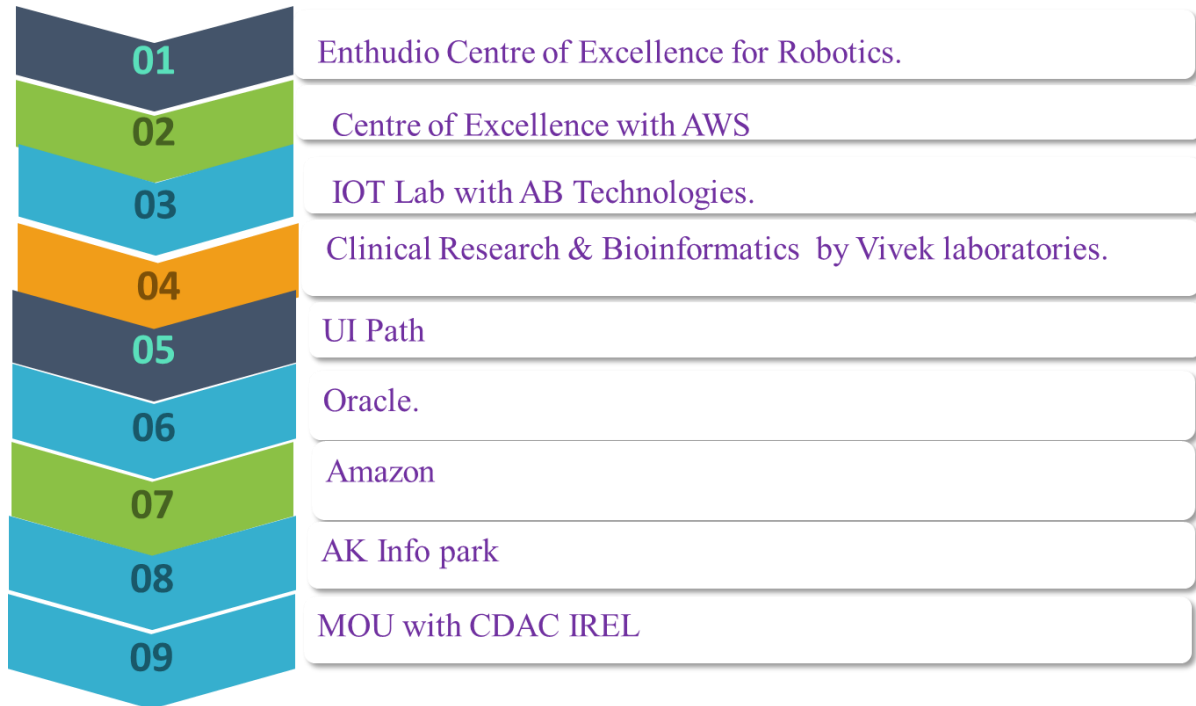 01 Enthudio Centre of Excellence for Robotics.
02 Centre of Excellence with AWS
03 IOT Lab with AB Technologies.
04 Clinical Research & Bioinformatics by Vivek laboratories.
05 UI Path
06 Oracle.
07 Amazon
08 AK Info park
09 MOU with CDAC IREL